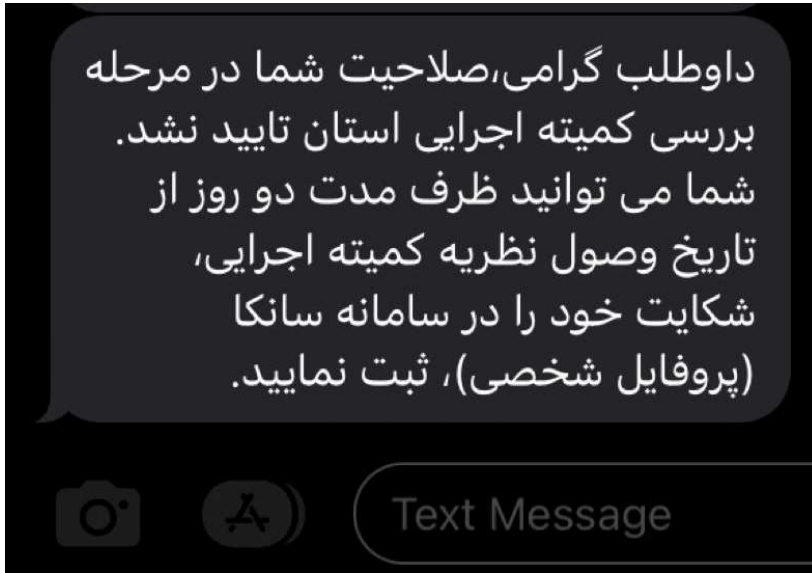 داوطلب گرامی،صلاحیت شما در مرحله
بررسی کمیته اجرایی استان تایید نشد.
شما می توانید ظرف مدت دو روز از
تاریخ وصول نظریه کمیته اجرایی،
شکایت خود را در سامانه سانکا
(پروفایل شخصی)، ثبت نمایید.
Text Message